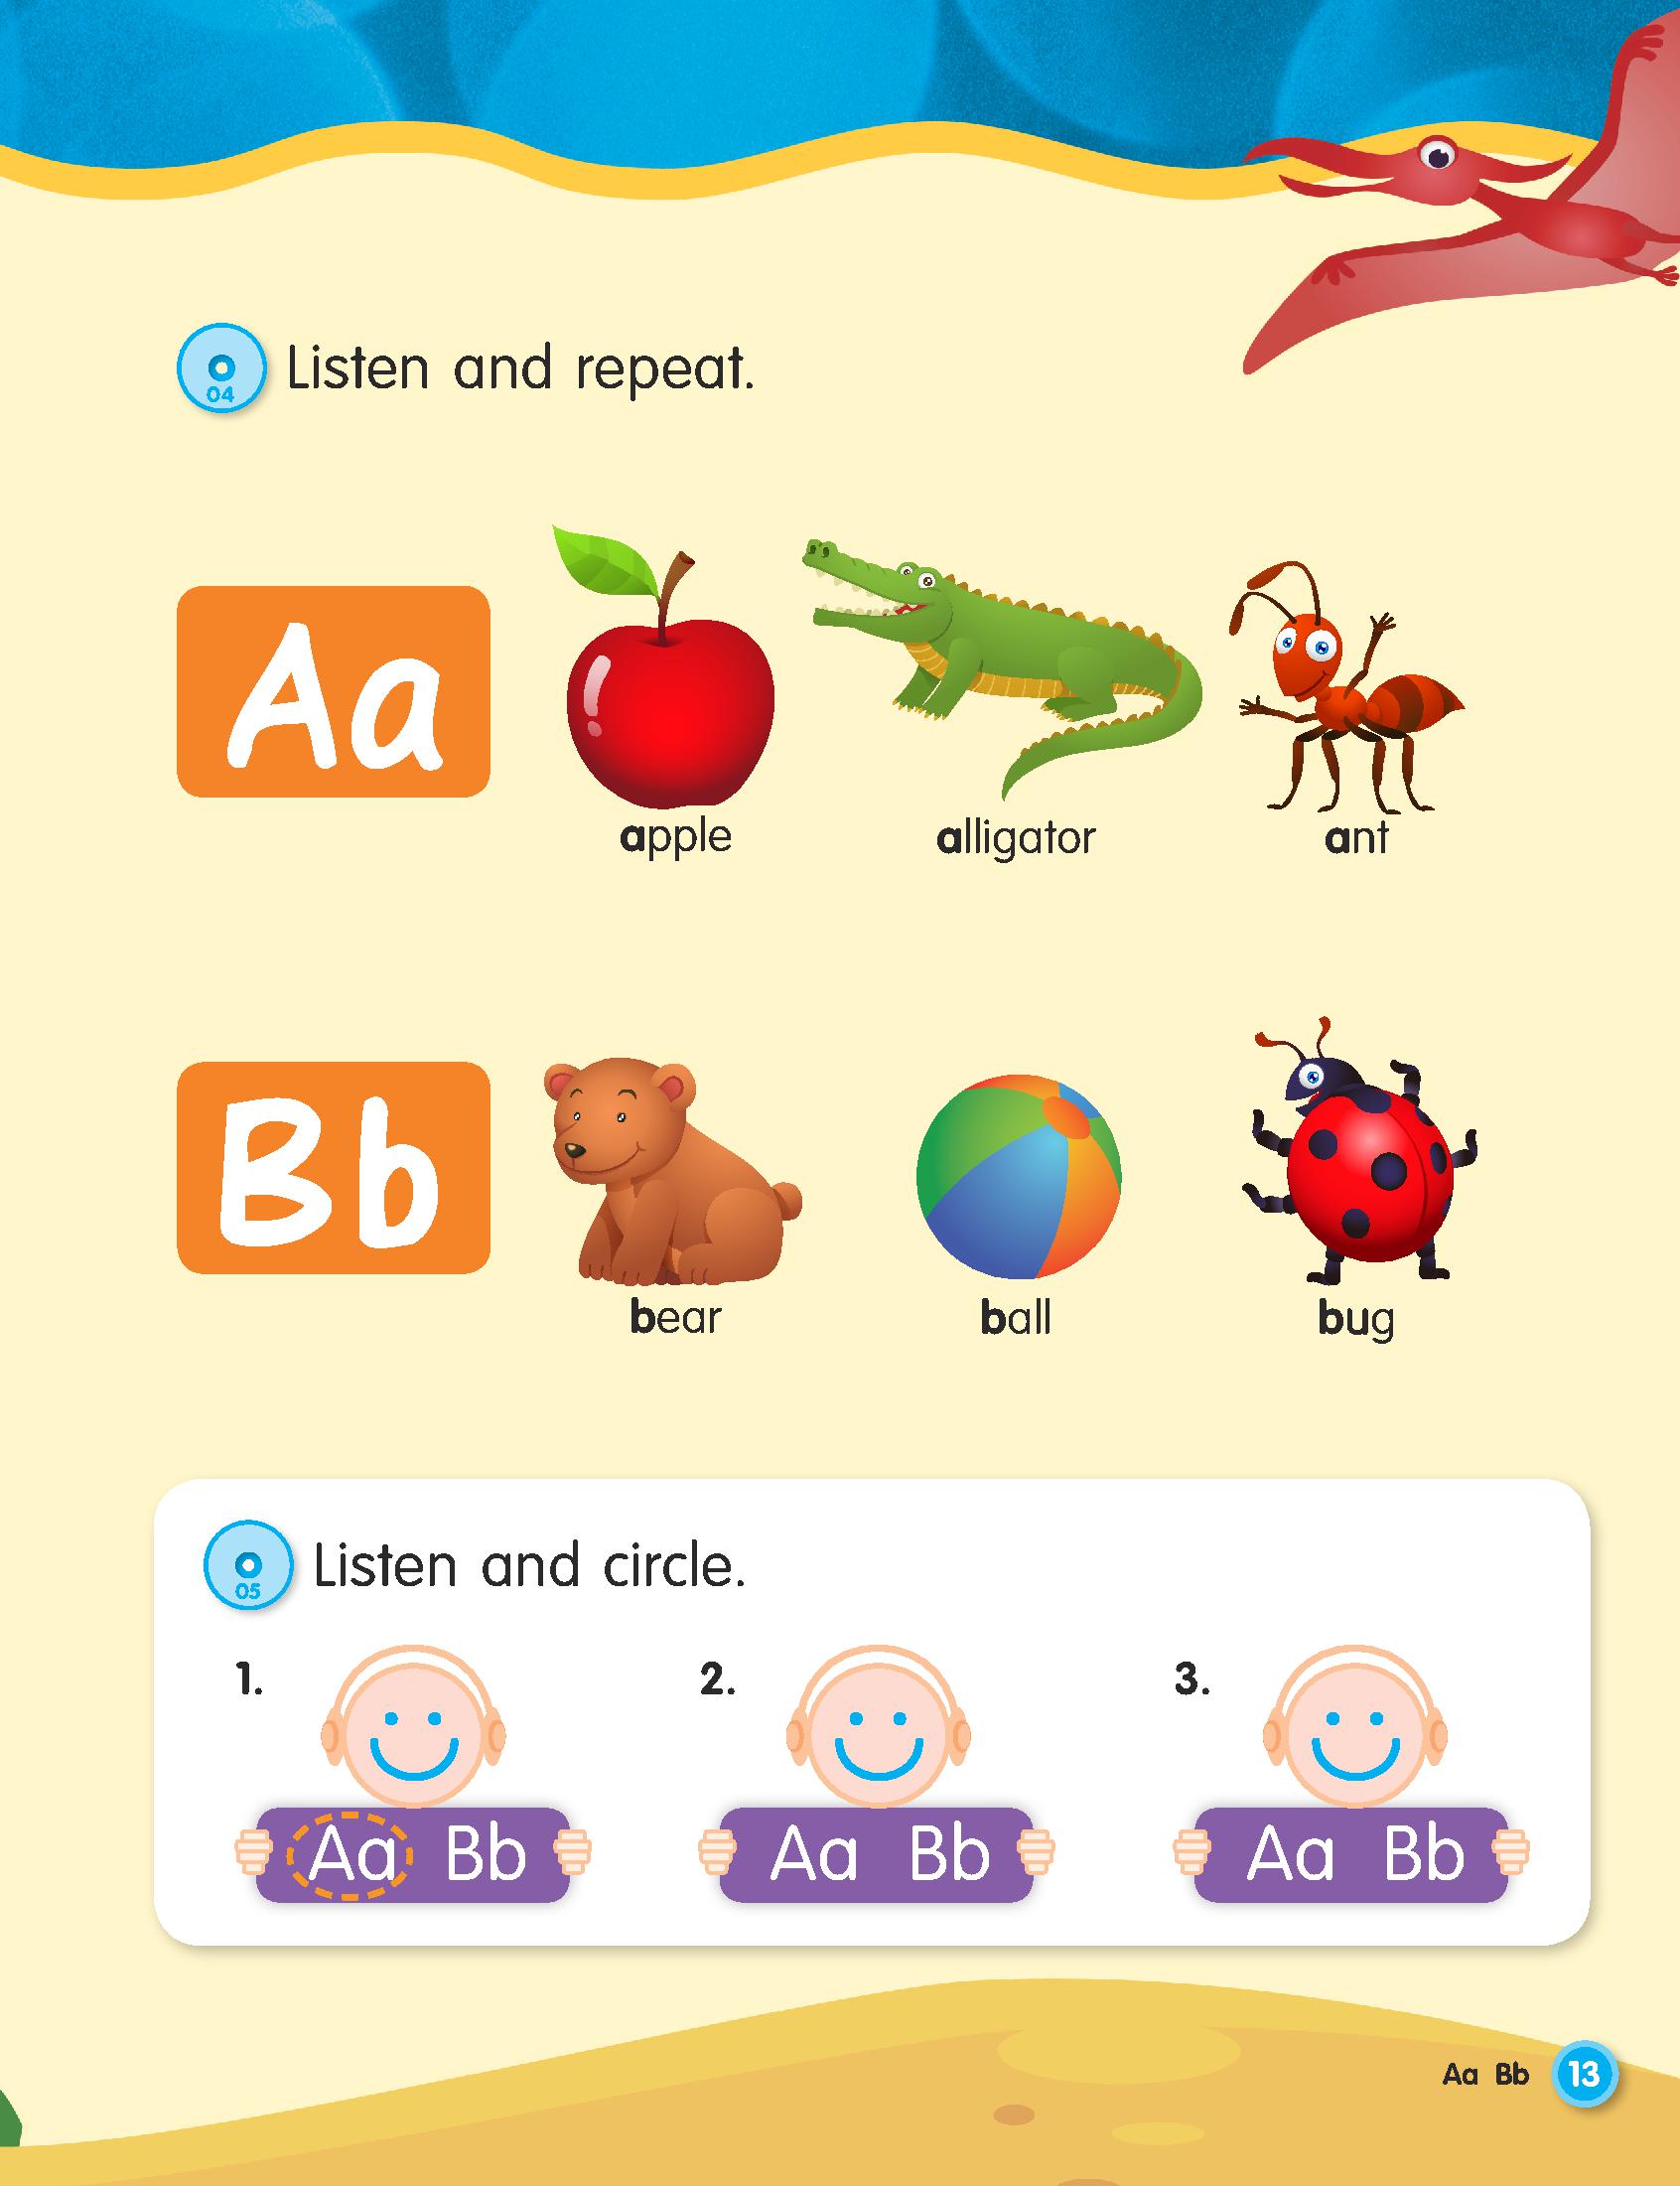 04 Listen and repeat.
Aa
apple alligator ant
Bb
bear ball bug
05 Listen and circle.
1. 2. 3.
Aa Bb Aa Bb Aa Bb
Aa Bb 13